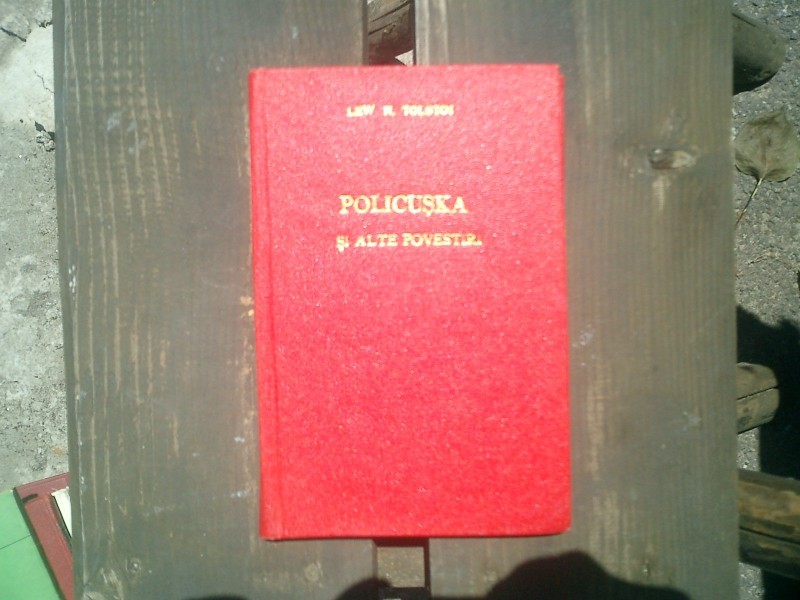 LEW N. TOLSTOI
POLICUȘKA
ȘI ALTE POVESTIRI